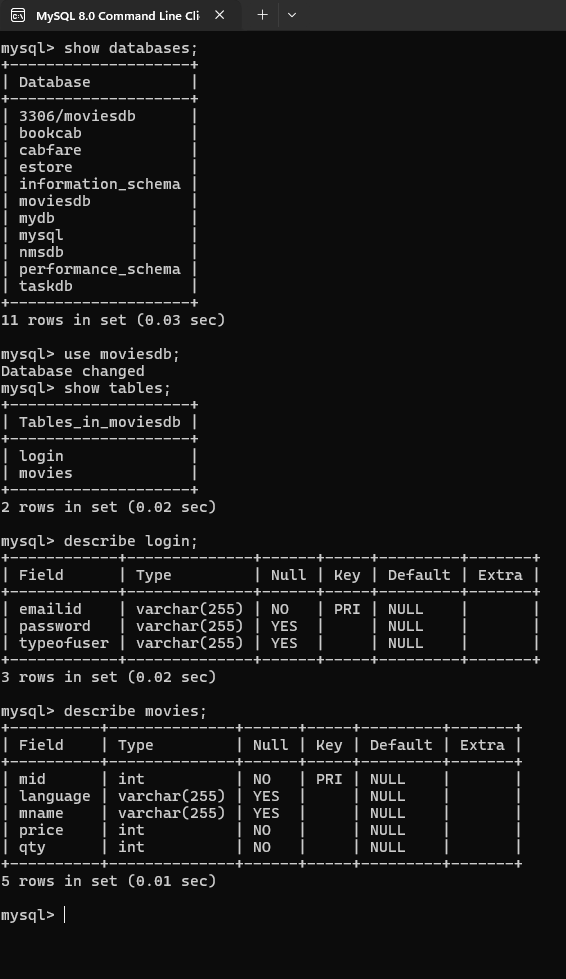 MySQL 8.0 Command Line Cli
mysql> show databases;
+--------------------+
| Database           |
+--------------------+
| 3306/moviesdb      |
| bookcab            |
| cabfare            |
| estore             |
| information_schema |
| moviesdb           |
| mydb               |
| mysql              |
| nmsdb              |
| performance_schema |
| taskdb             |
+--------------------+
11 rows in set (0.03 sec)
mysql> use moviesdb;
Database changed
mysql> show tables;
+--------------------+
| Tables_in_moviesdb |
+--------------------+
| login              |
| movies             |
+--------------------+
2 rows in set (0.02 sec)
mysql> describe login;
+------------+--------------+------+-----+---------+-------+
| Field      | Type         | Null | Key | Default | Extra |
+------------+--------------+------+-----+---------+-------+
| emailid    | varchar(255) | NO   | PRI | NULL    |       |
| password   | varchar(255) | YES  |     | NULL    |       |
| typeofuser | varchar(255) | YES  |     | NULL    |       |
+------------+--------------+------+-----+---------+-------+
3 rows in set (0.02 sec)
mysql> describe movies;
+----------+--------------+------+-----+---------+-------+
| Field    | Type         | Null | Key | Default | Extra |
+----------+--------------+------+-----+---------+-------+
| mid      | int          | NO   | PRI | NULL    |       |
| language | varchar(255) | YES  |     | NULL    |       |
| mname    | varchar(255) | YES  |     | NULL    |       |
| price    | int          | NO   |     | NULL    |       |
| qty      | int          | NO   |     | NULL    |       |
+----------+--------------+------+-----+---------+-------+
5 rows in set (0.01 sec)
mysql>